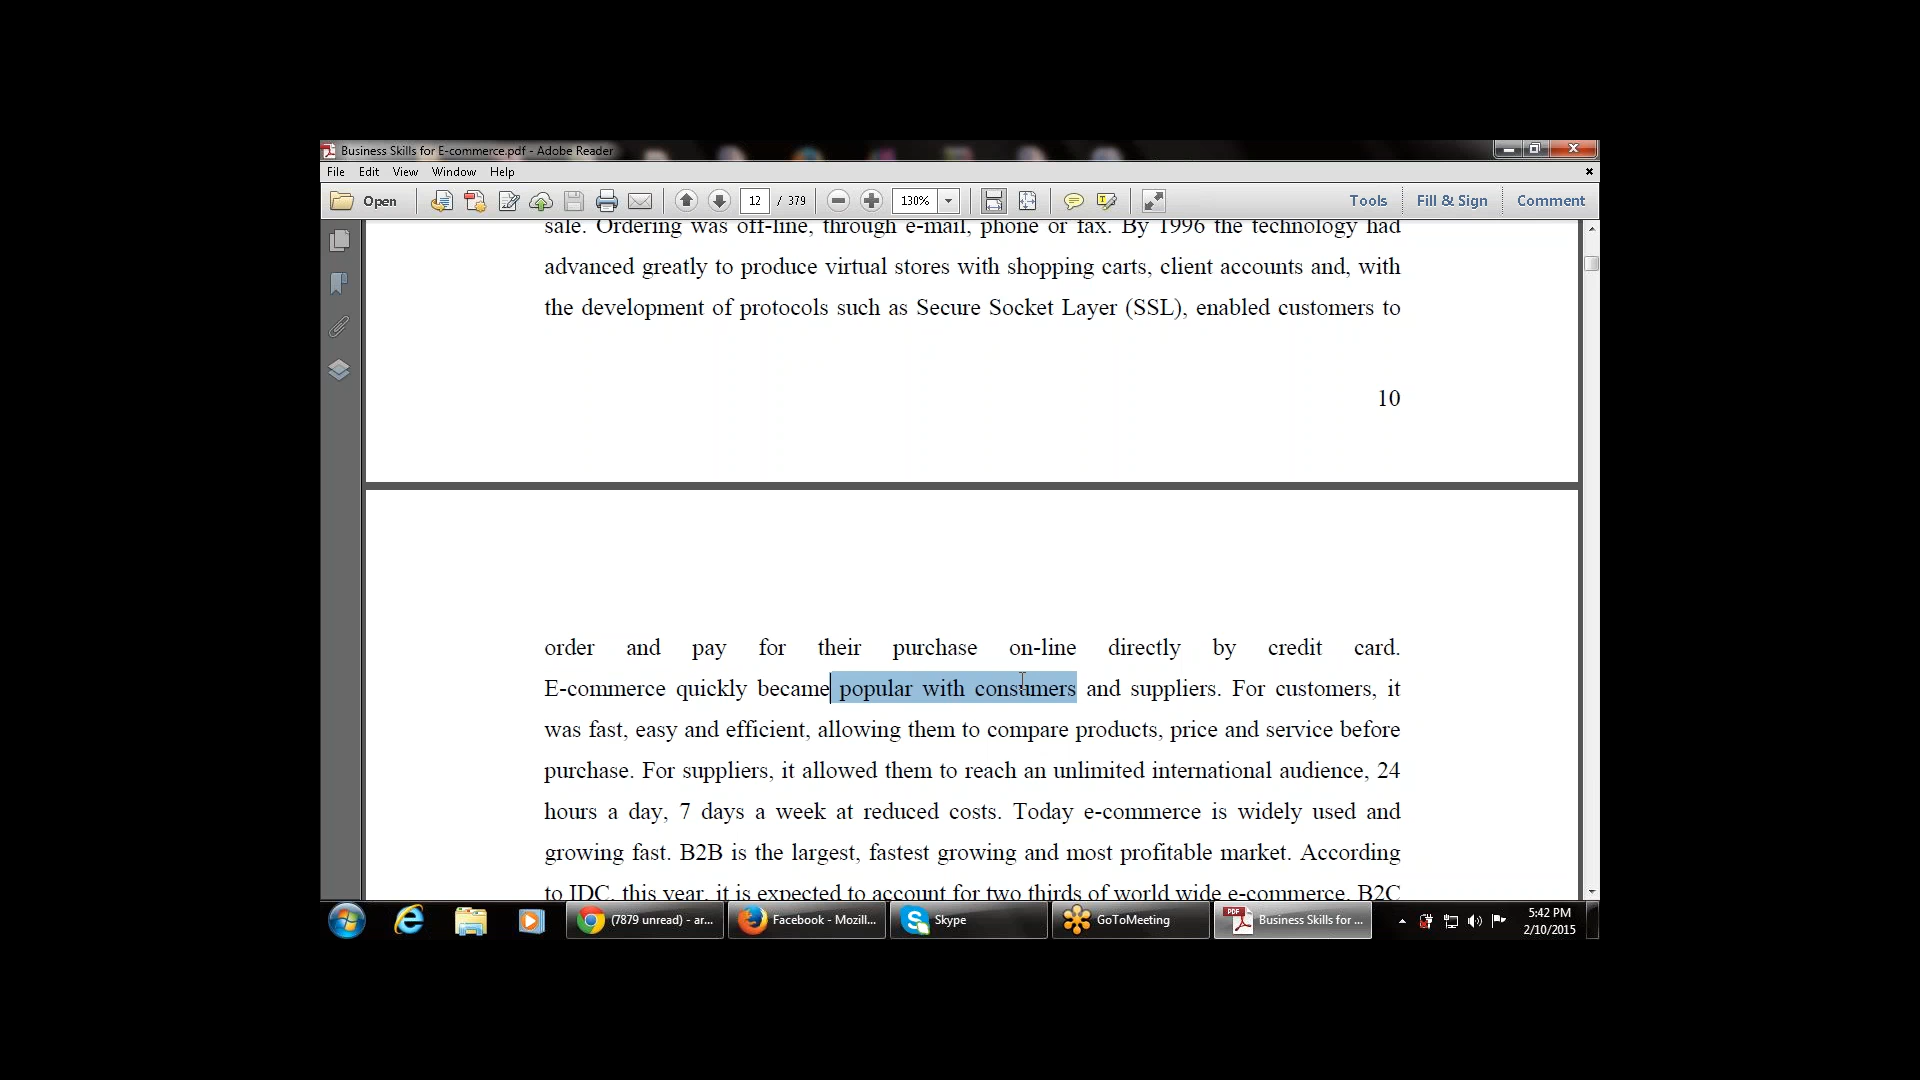 Business Skills for E-commerce.pdf - Adobe Reader
File Edit View Window Help
Open 12 / 379 130% Tools Fill & Sign Comment
sale. Ordering was off-line, through e-mail, phone or fax. By 1996 the technology had
advanced greatly to produce virtual stores with shopping carts, client accounts and, with
the development of protocols such as Secure Socket Layer (SSL), enabled customers to
10
order and pay for their purchase on-line directly by credit card.
E-commerce quickly became popular with consumers and suppliers. For customers, it
was fast, easy and efficient, allowing them to compare products, price and service before
purchase. For suppliers, it allowed them to reach an unlimited international audience, 24
hours a day, 7 days a week at reduced costs. Today e-commerce is widely used and
growing fast. B2B is the largest, fastest growing and most profitable market. According
to IDC, this year, it is expected to account for two thirds of world wide e-commerce. B2C
(7879 unread) - ar... Facebook - Mozill... Skype GoToMeeting PDF Business Skills for ... 5:42 PM
2/10/2015